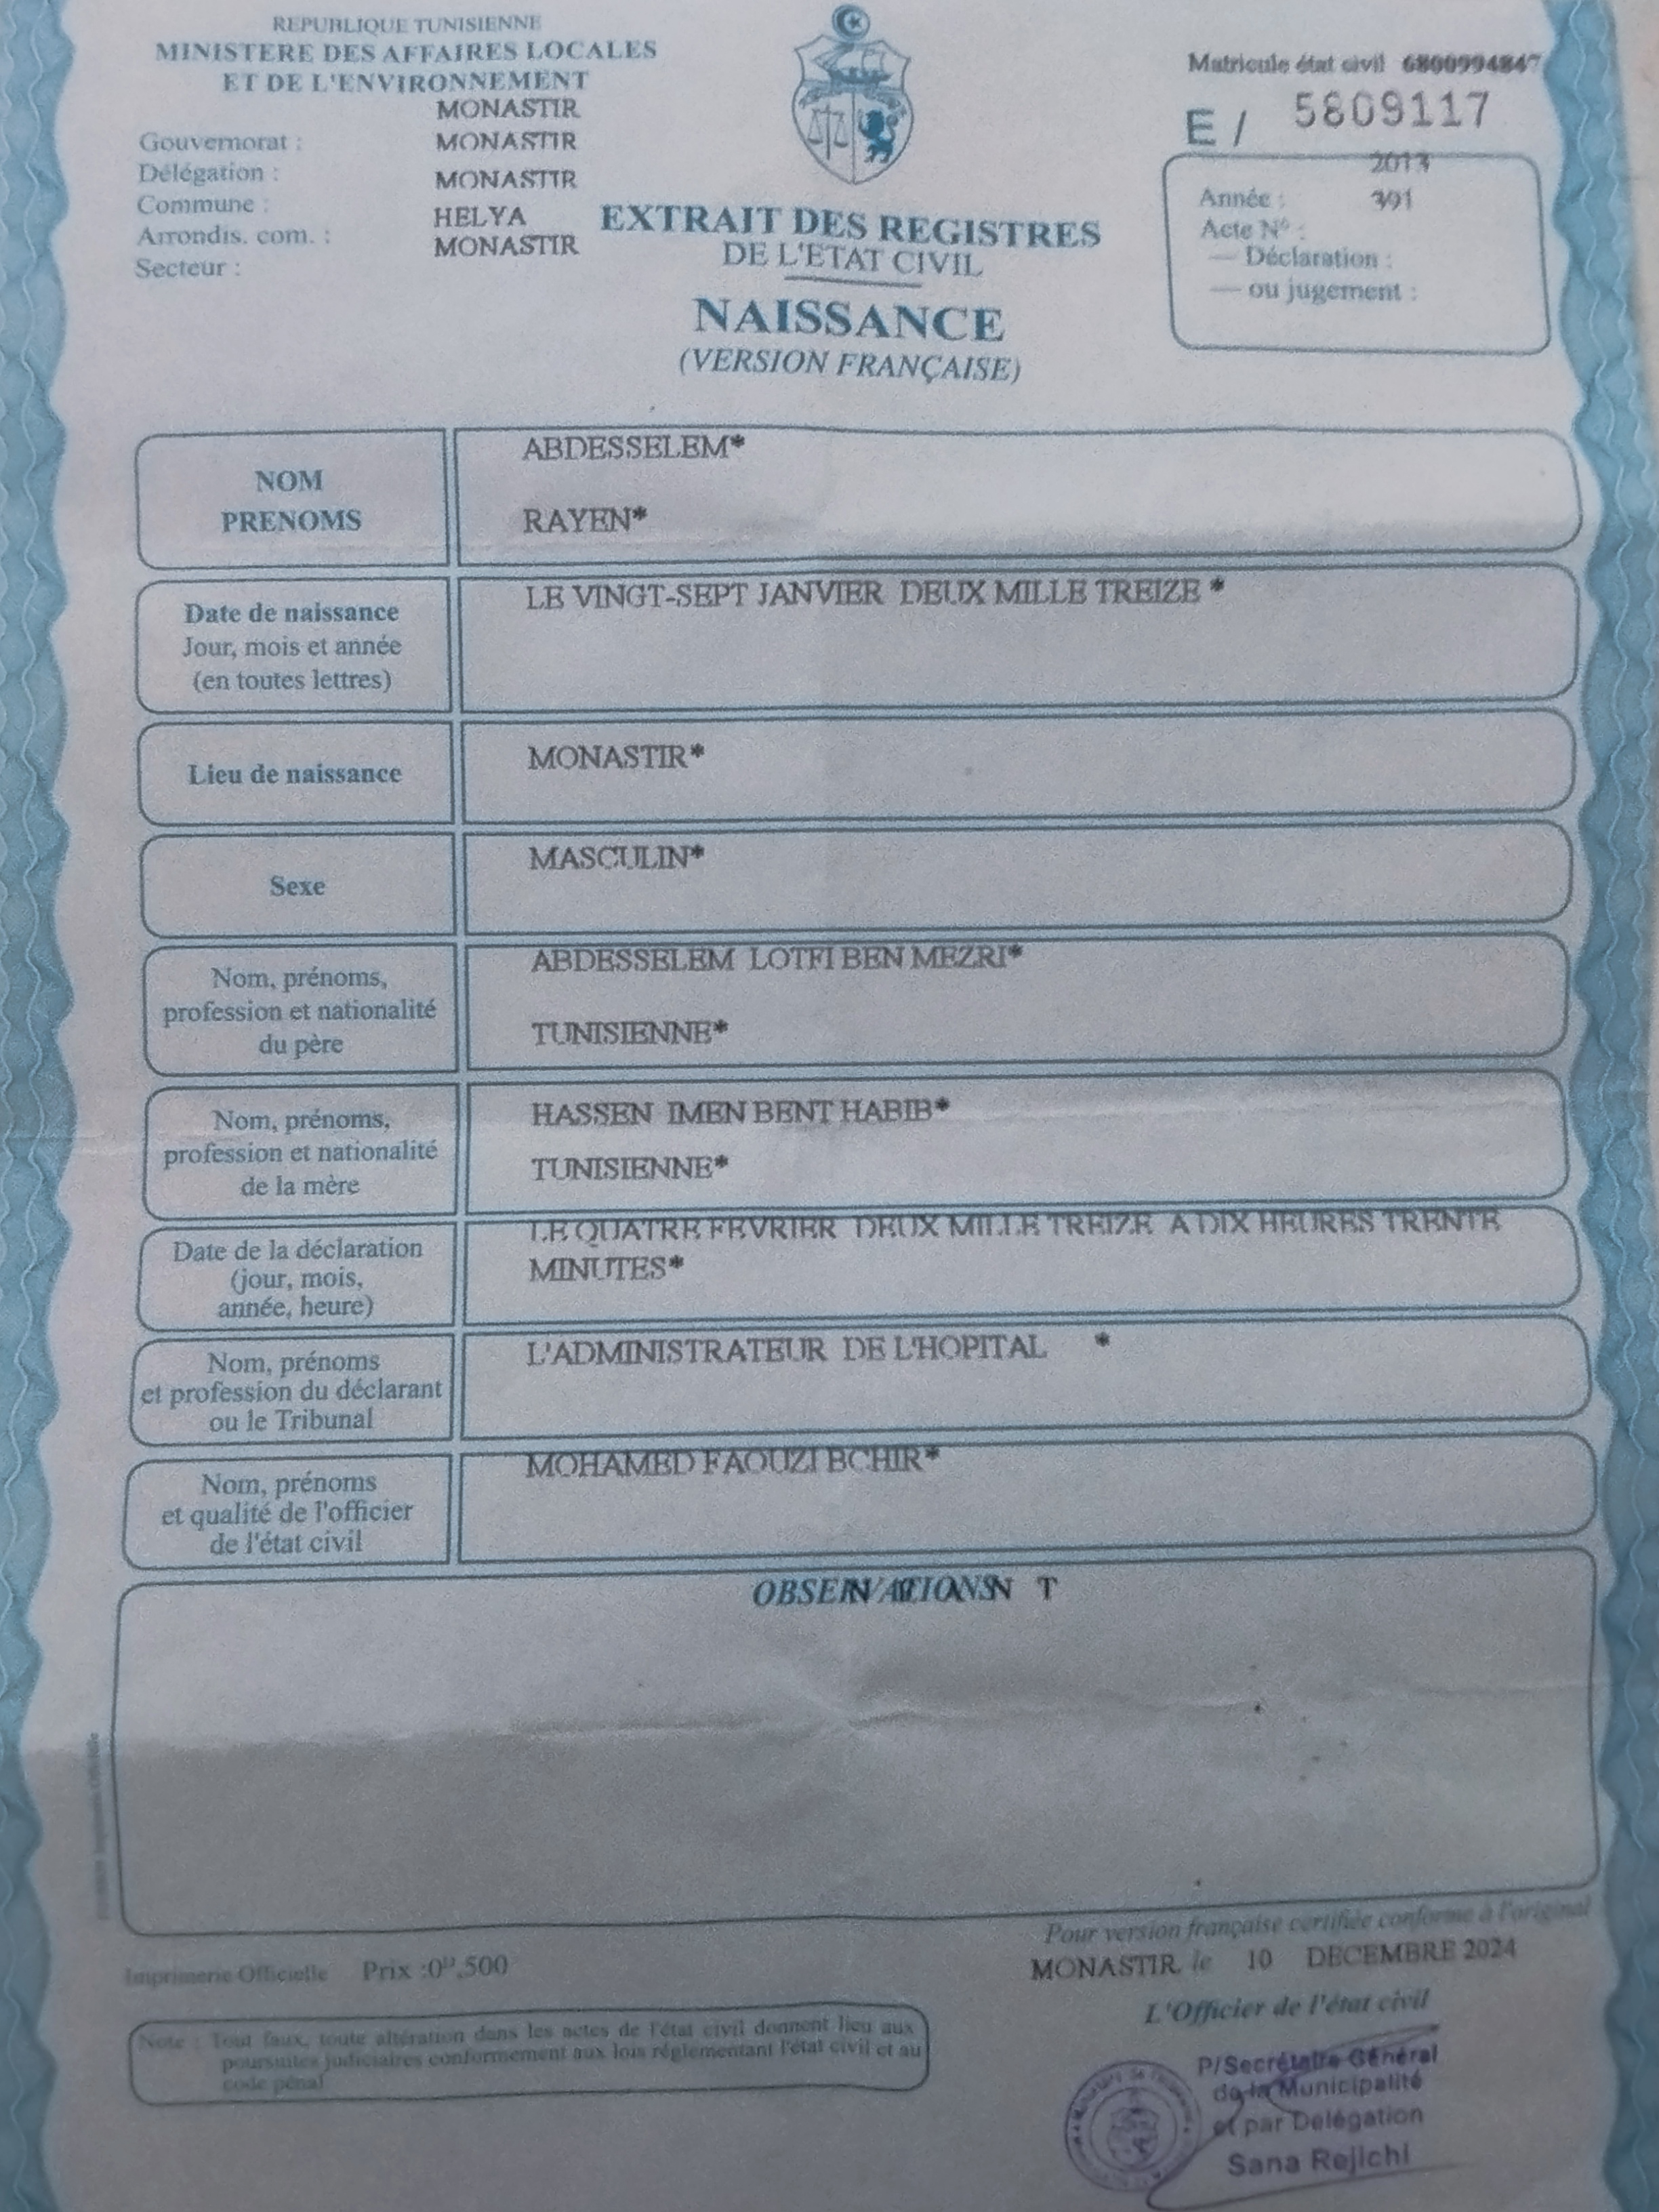 REPUBLIQUE TUNISIENNE
MINISTERE DES AFFAIRES LOCALES
ET DE L'ENVIRONNEMENT
MONASTIR
Gouvernorat : MONASTIR
Délégation : MONASTIR
Commune : HELYA
Arrondis. com. : MONASTIR
Secteur :
Matricule état civil 6800994847
E / 5809117
2013
Année : 391
Acte N° :
— Déclaration :
— ou jugement :
EXTRAIT DES REGISTRES
DE L'ETAT CIVIL
NAISSANCE
(VERSION FRANÇAISE)
NOM
PRENOMS
ABDESSELEM*
RAYEN*
Date de naissance
Jour, mois et année
(en toutes lettres)
LE VINGT-SEPT JANVIER DEUX MILLE TREIZE *
Lieu de naissance
MONASTIR*
Sexe
MASCULIN*
Nom, prénoms,
profession et nationalité
du père
ABDESSELEM LOTFI BEN MEZRI*
TUNISIENNE*
Nom, prénoms,
profession et nationalité
de la mère
HASSEN IMEN BENT HABIB*
TUNISIENNE*
Date de la déclaration
(jour, mois,
année, heure)
LE QUATRE FEVRIER DEUX MILLE TREIZE A DIX HEURES TRENTE
MINUTES*
Nom, prénoms
et profession du déclarant
ou le Tribunal
L'ADMINISTRATEUR DE L'HOPITAL *
Nom, prénoms
et qualité de l'officier
de l'état civil
MOHAMED FAOUZI BCHIR*
OBSERVATIONS
Pour version française certifiée conforme à l'original
MONASTIR le 10 DECEMBRE 2024
L'Officier de l'état civil
P/Secrétaire Général
de la Municipalité
et par Delégation
Sana Rejichi
Imprimerie Officielle Prix :0ᴰ,500
Note : Tout faux, toute altération dans les actes de l'état civil donnent lieu aux
poursuites judiciaires conformement aux lois réglementant l'état civil et au
code pénal